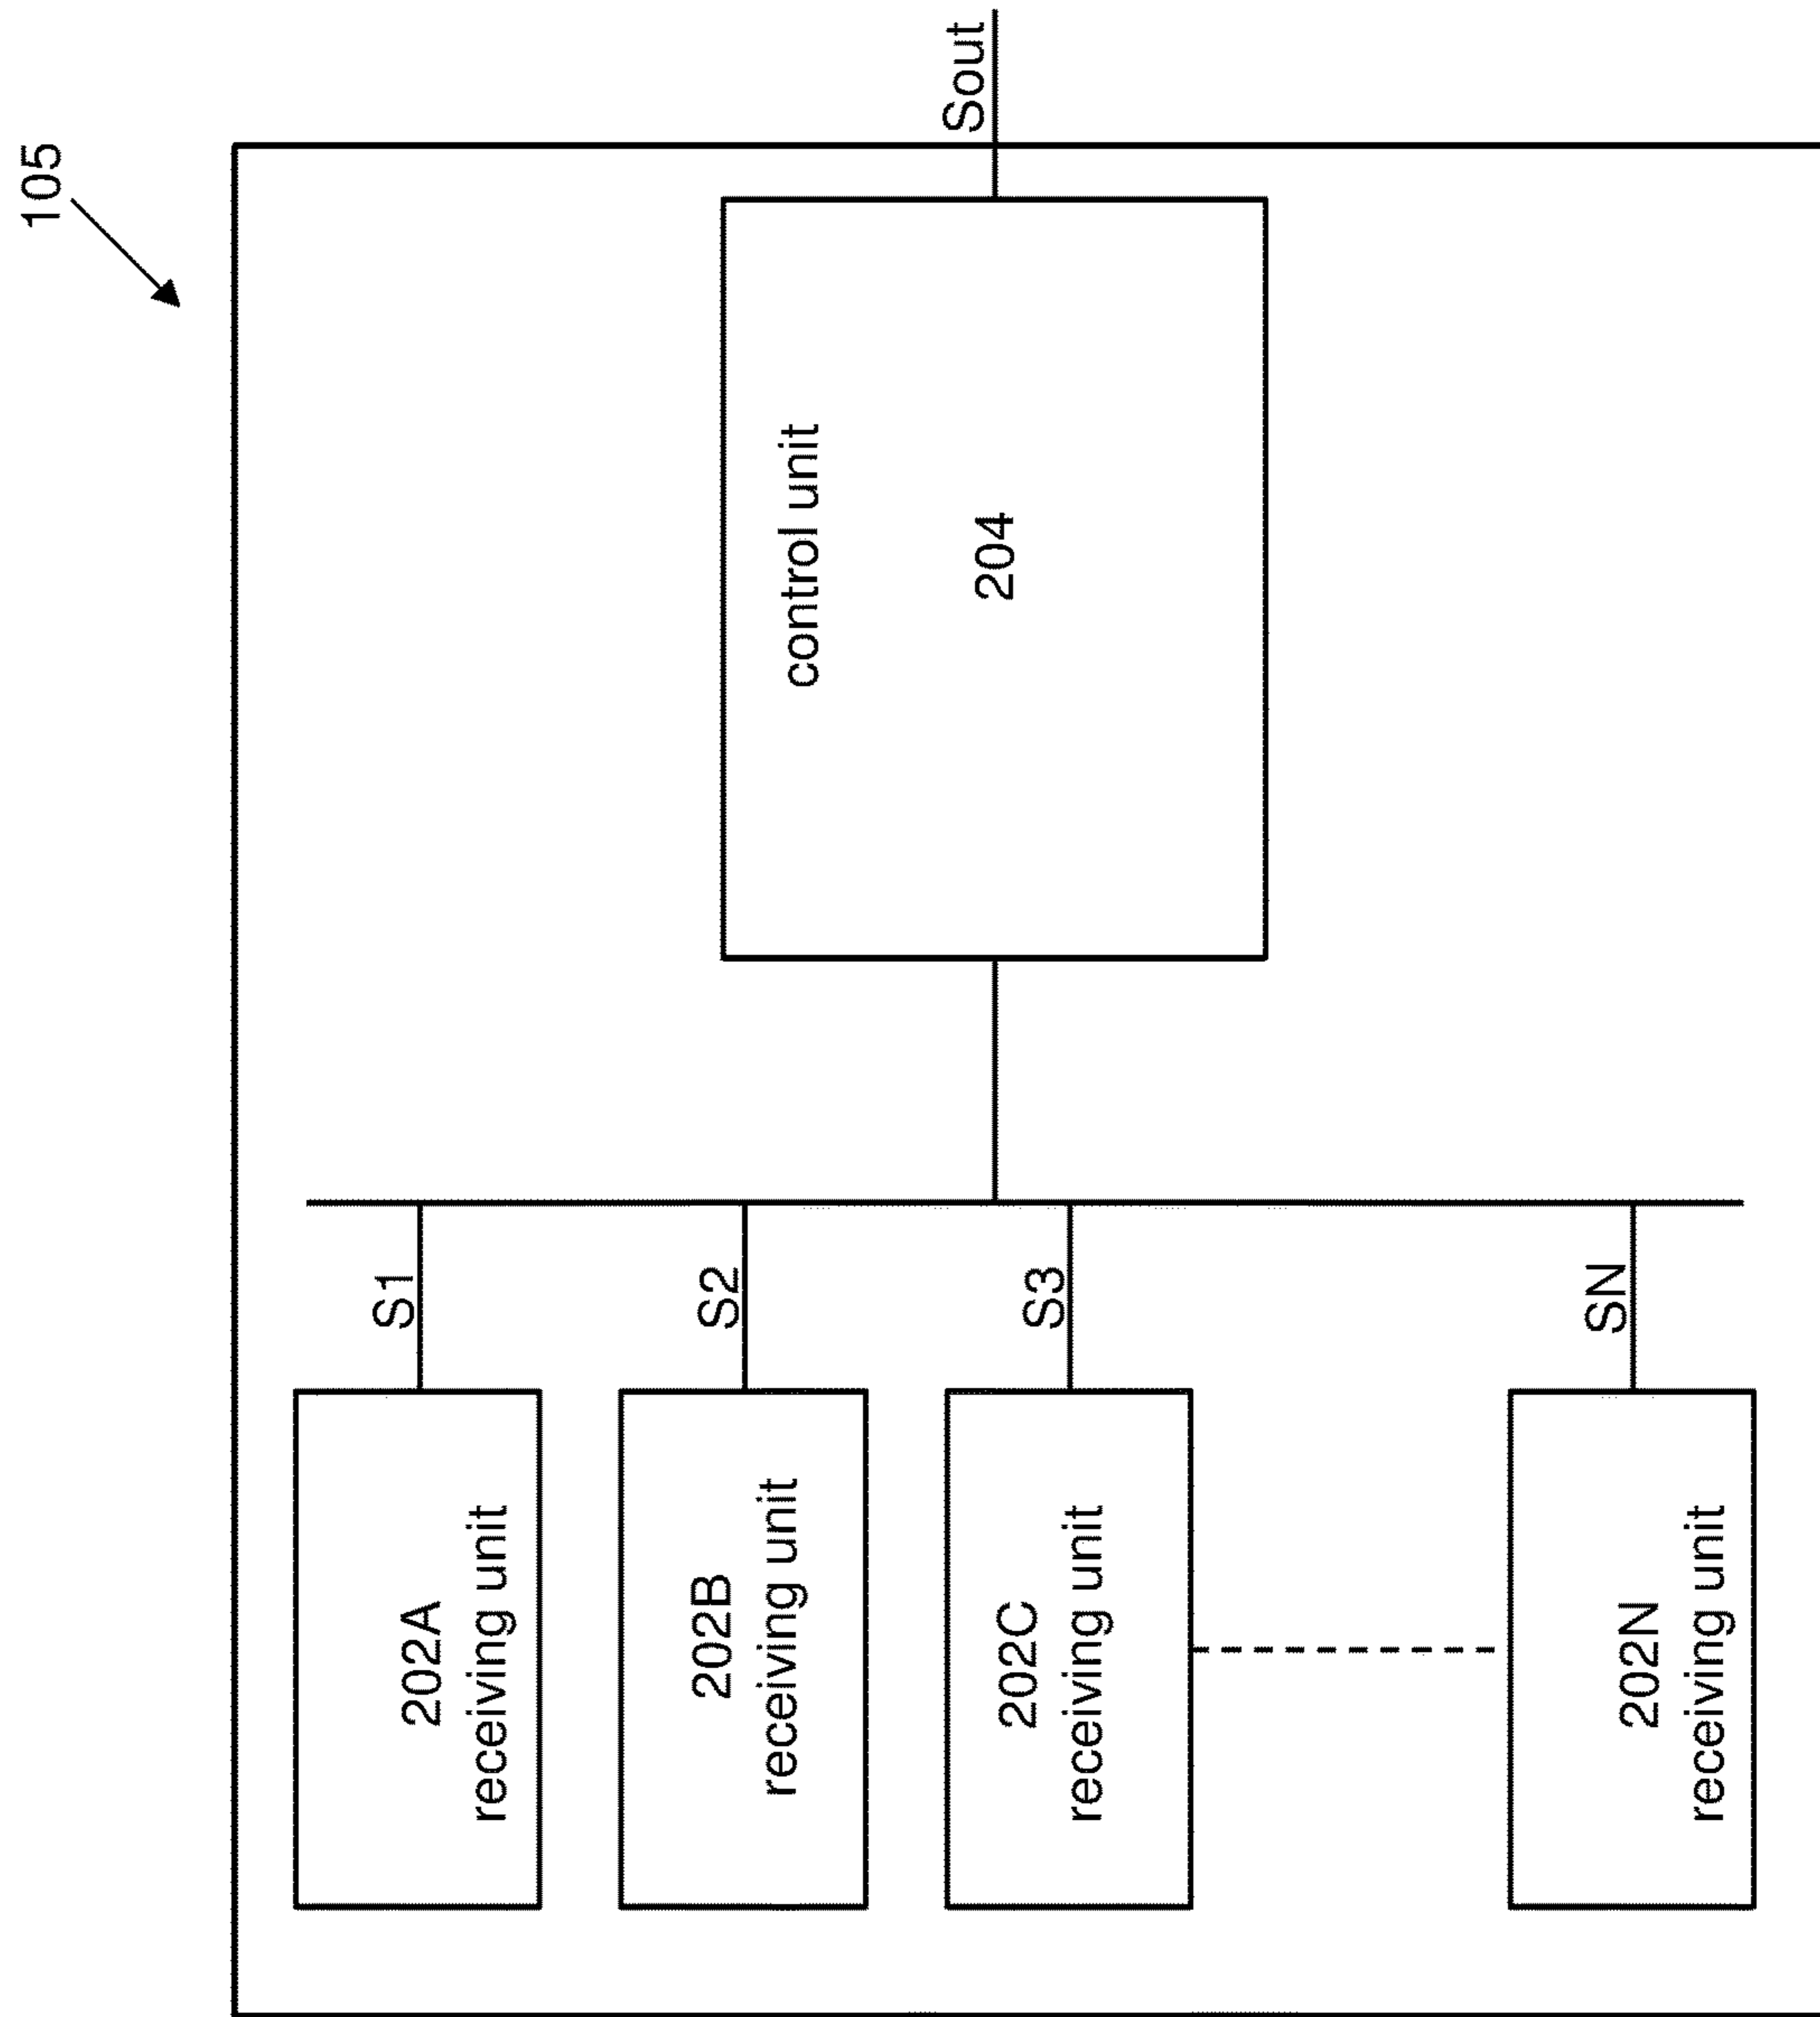 105
202A
receiving unit
S1
202B
receiving unit
S2
202C
receiving unit
S3
202N
receiving unit
SN
control unit
204
Sout